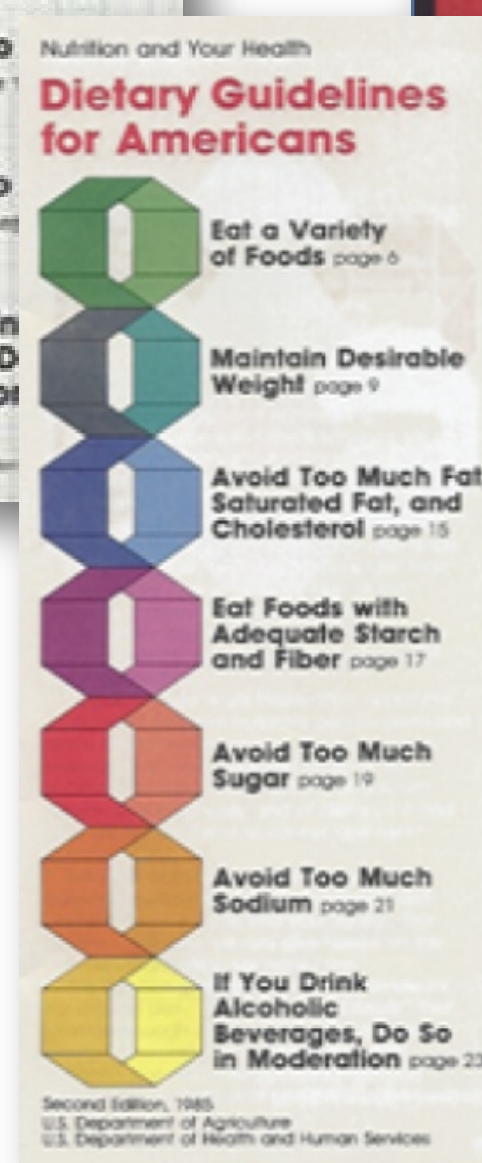 Nutrition and Your Health
Dietary Guidelines
for Americans
Eat a Variety
of Foods page 6
Maintain Desirable
Weight page 9
Avoid Too Much Fat
Saturated Fat, and
Cholesterol page 15
Eat Foods with
Adequate Starch
and Fiber page 17
Avoid Too Much
Sugar page 19
Avoid Too Much
Sodium page 21
If You Drink
Alcoholic
Beverages, Do So
in Moderation page 23
Second Edition, 1985
U.S. Department of Agriculture
U.S. Department of Health and Human Services